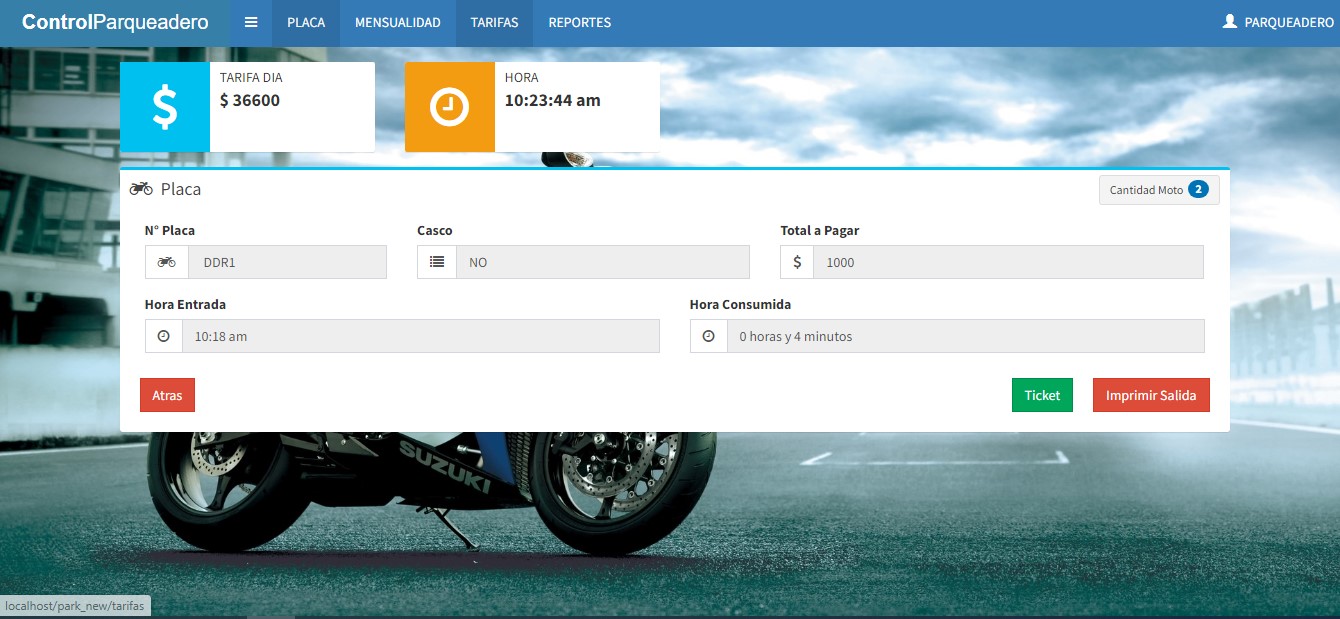 ControlParqueadero
PLACA
MENSUALIDAD
TARIFAS
REPORTES
PARQUEADERO
TARIFA DIA
$ 36600
HORA
10:23:44 am
Placa
Cantidad Moto 2
N° Placa
Casco
Total a Pagar
DDR1
NO
$ 1000
Hora Entrada
Hora Consumida
10:18 am
0 horas y 4 minutos
Atras
Ticket
Imprimir Salida
SUZUKI
localhost/park_new/tarifas